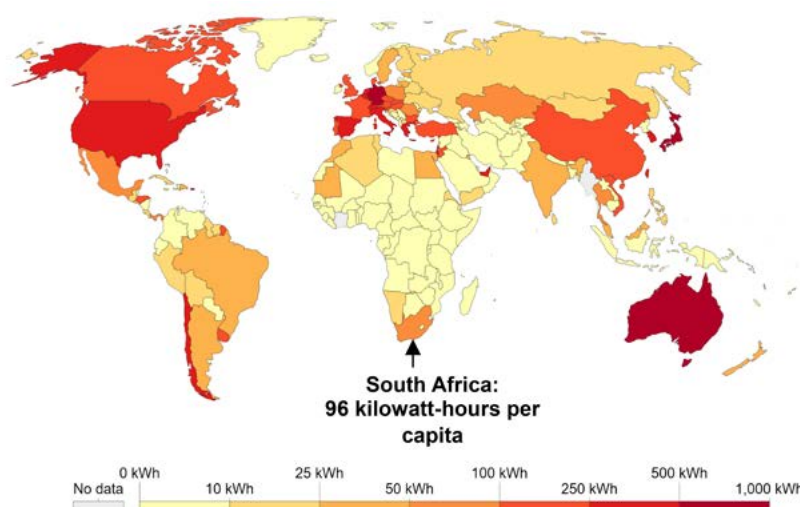 South Africa:
96 kilowatt-hours per
capita
0 kWh 25 kWh 100 kWh 500 kWh
No data 10 kWh 50 kWh 250 kWh 1,000 kWh